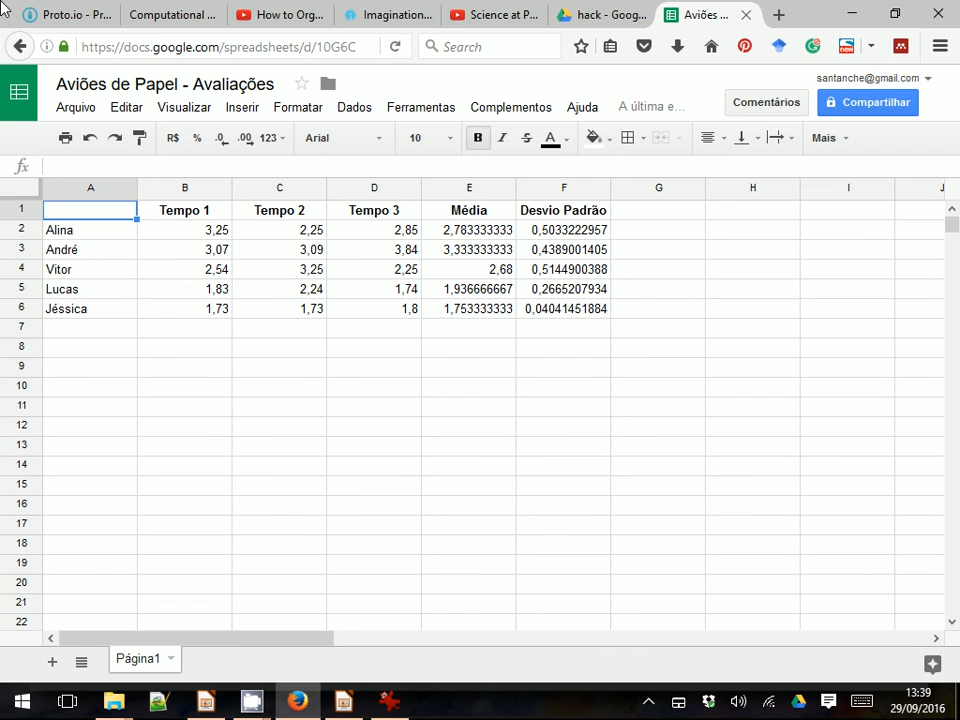 Proto.io - P... Computational ... How to Org... Imagination... Science at P... hack - Goog... Aviões ...
https://docs.google.com/spreadsheets/d/10G6C Search
Aviões de Papel - Avaliações santanche@gmail.com
Arquivo Editar Visualizar Inserir Formatar Dados Ferramentas Complementos Ajuda A última e... Comentários Compartilhar
R$ % .0 .00 123 Arial 10 B I S A Mais
fx
A B C D E F G H I J
1 Tempo 1 Tempo 2 Tempo 3 Média Desvio Padrão
2 Alina 3,25 2,25 2,85 2,783333333 0,5033222957
3 André 3,07 3,09 3,84 3,333333333 0,4389001405
4 Vitor 2,54 3,25 2,25 2,68 0,5144900388
5 Lucas 1,83 2,24 1,74 1,936666667 0,2665207934
6 Jéssica 1,73 1,73 1,8 1,753333333 0,04041451884
7
8
9
10
11
12
13
14
15
16
17
18
19
20
21
22
Página1
13:39
29/09/2016